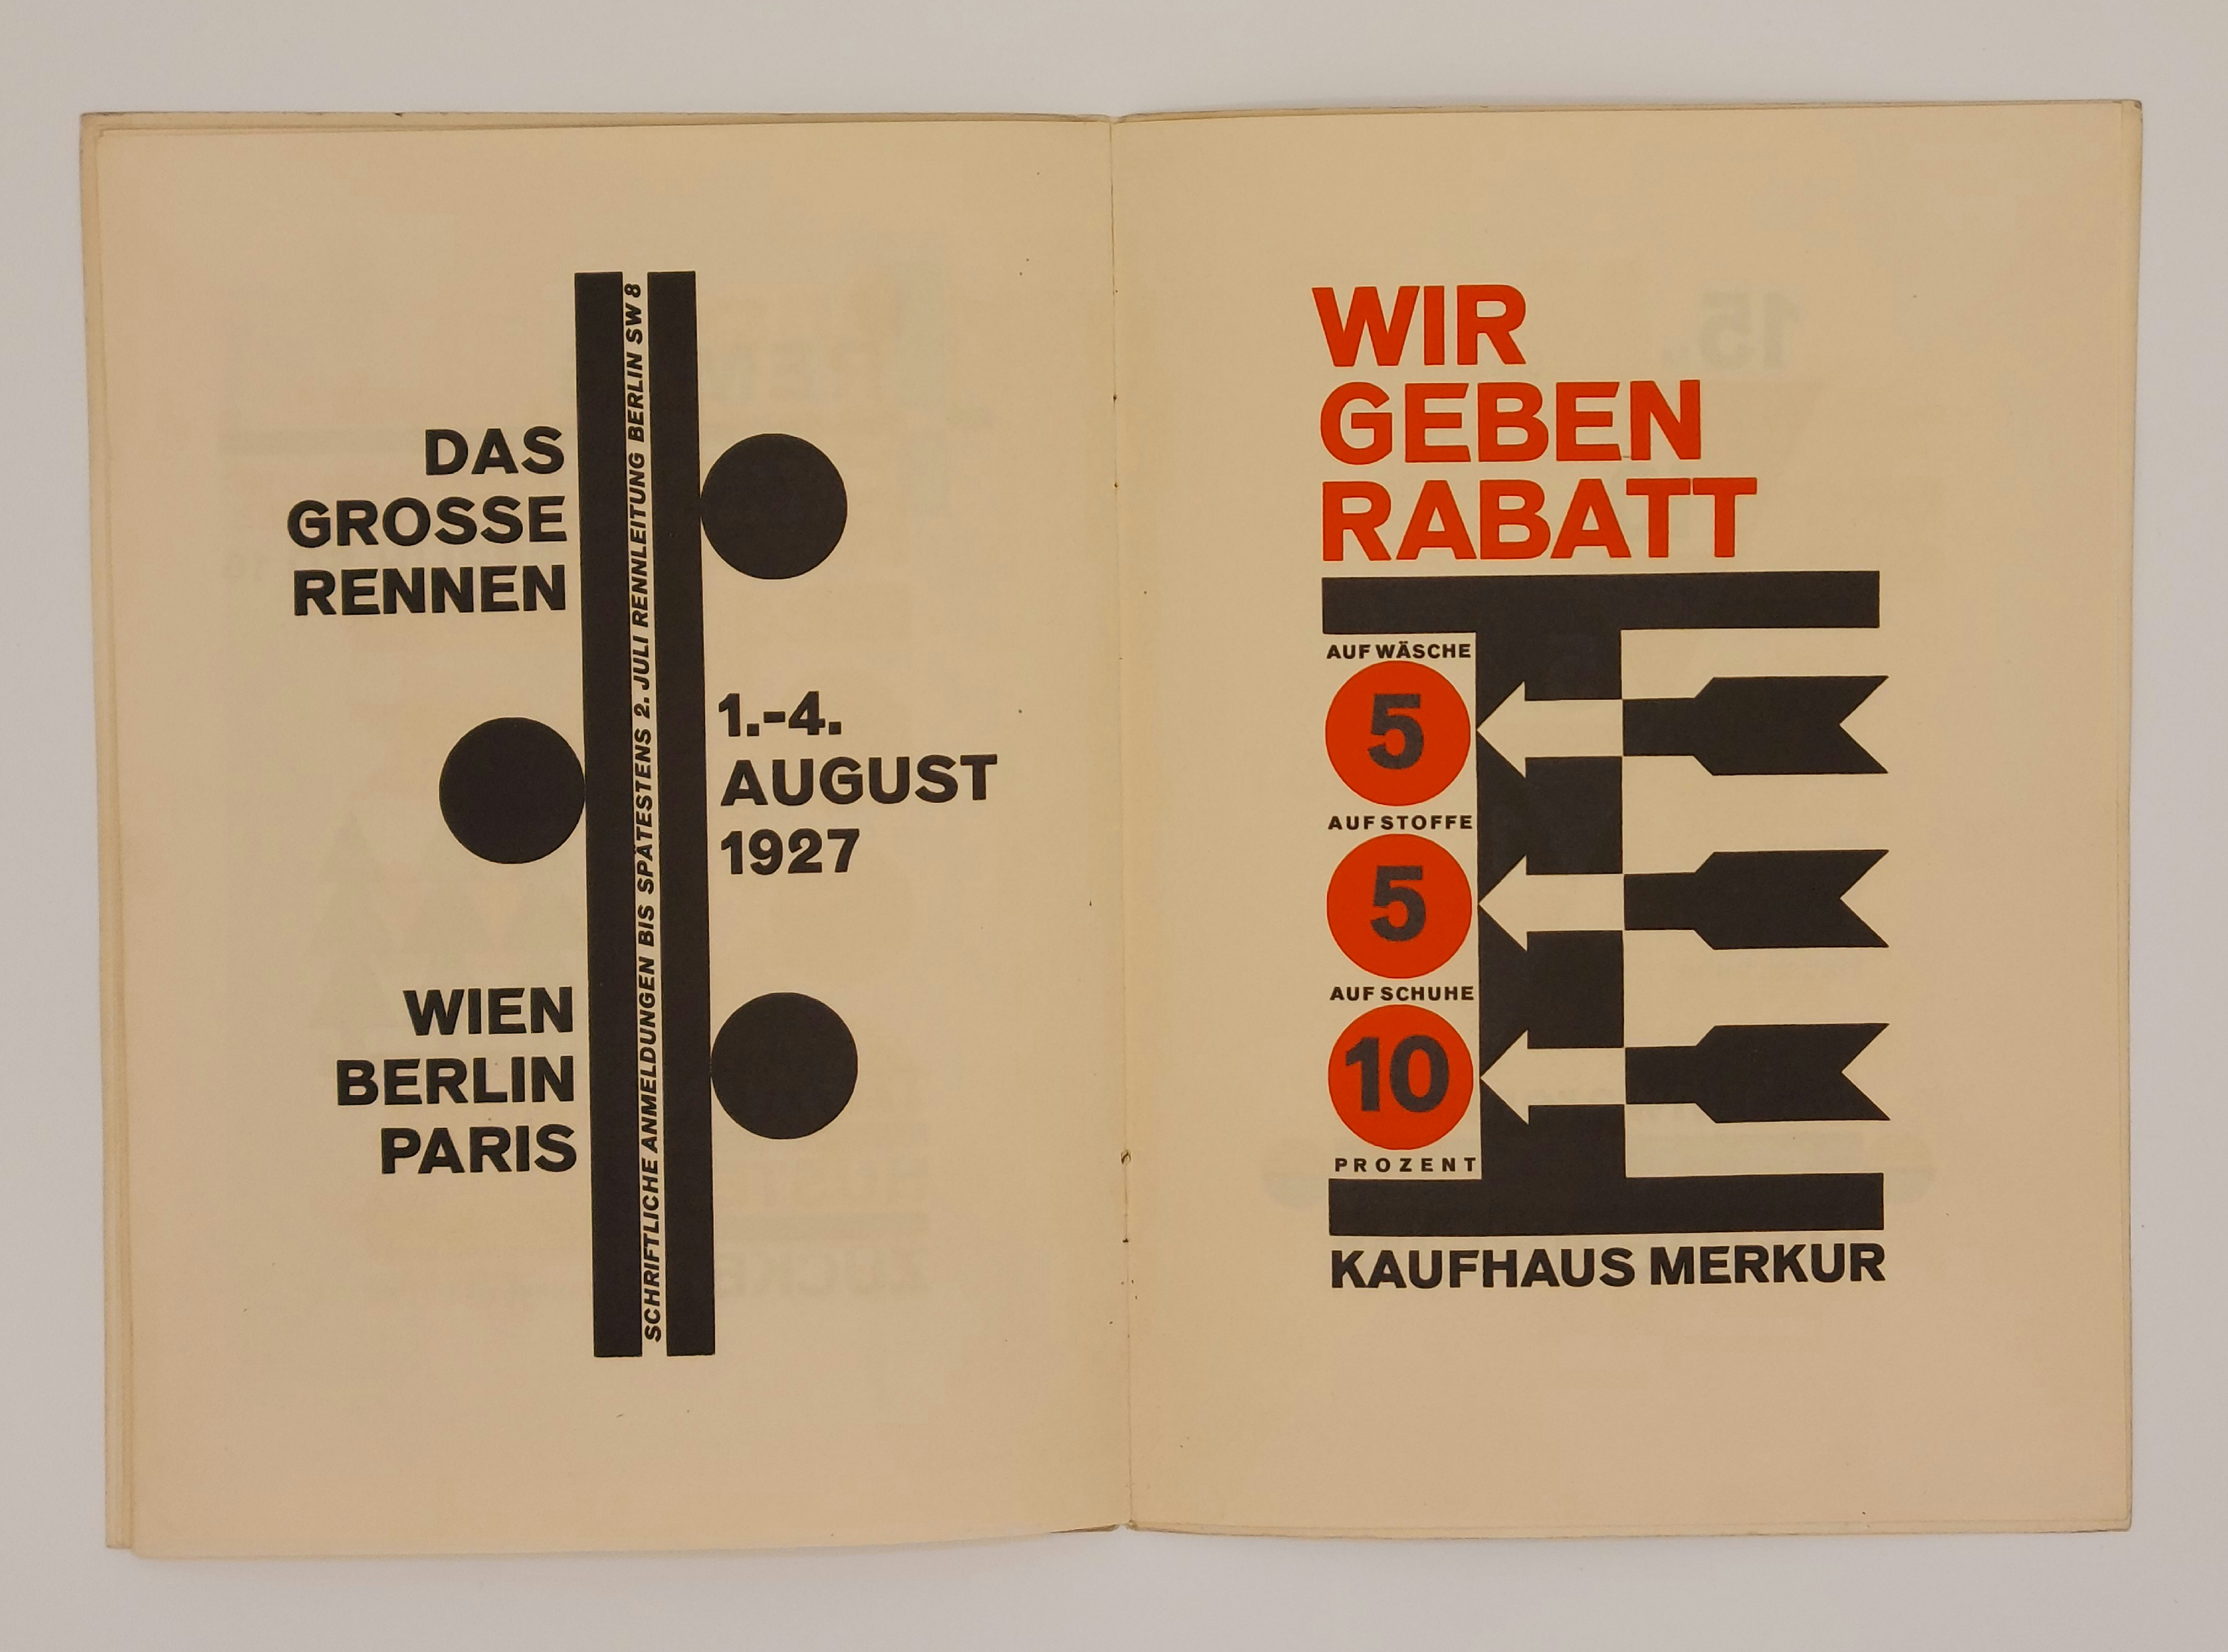 DAS
GROSSE
RENNEN
1.-4.
AUGUST
1927
WIEN
BERLIN
PARIS
SCHRIFTLICHE ANMELDUNGEN BIS SPÄTESTENS 2. JULI RENNLEITUNG BERLIN SW 8
WIR
GEBEN
RABATT
AUF WÄSCHE
5
AUF STOFFE
5
AUF SCHUHE
10
PROZENT
KAUFHAUS MERKUR